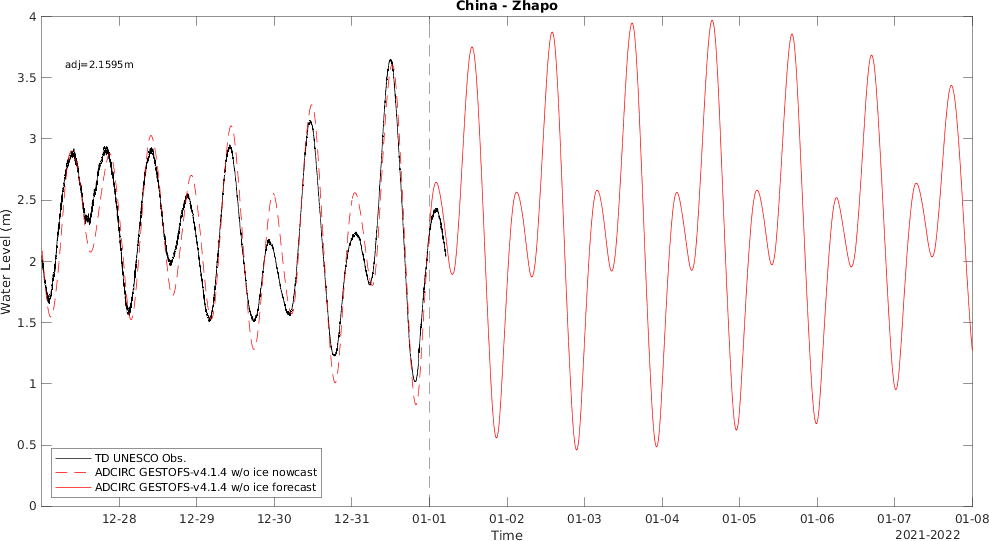 China - Zhapo
adj=2.1595m
Water Level (m)
4
3.5
3
2.5
2
1.5
1
0.5
0
TD UNESCO Obs.
ADCIRC GESTOFS-v4.1.4 w/o ice nowcast
ADCIRC GESTOFS-v4.1.4 w/o ice forecast
12-28 12-29 12-30 12-31 01-01 01-02 01-03 01-04 01-05 01-06 01-07 01-08
Time
2021-2022